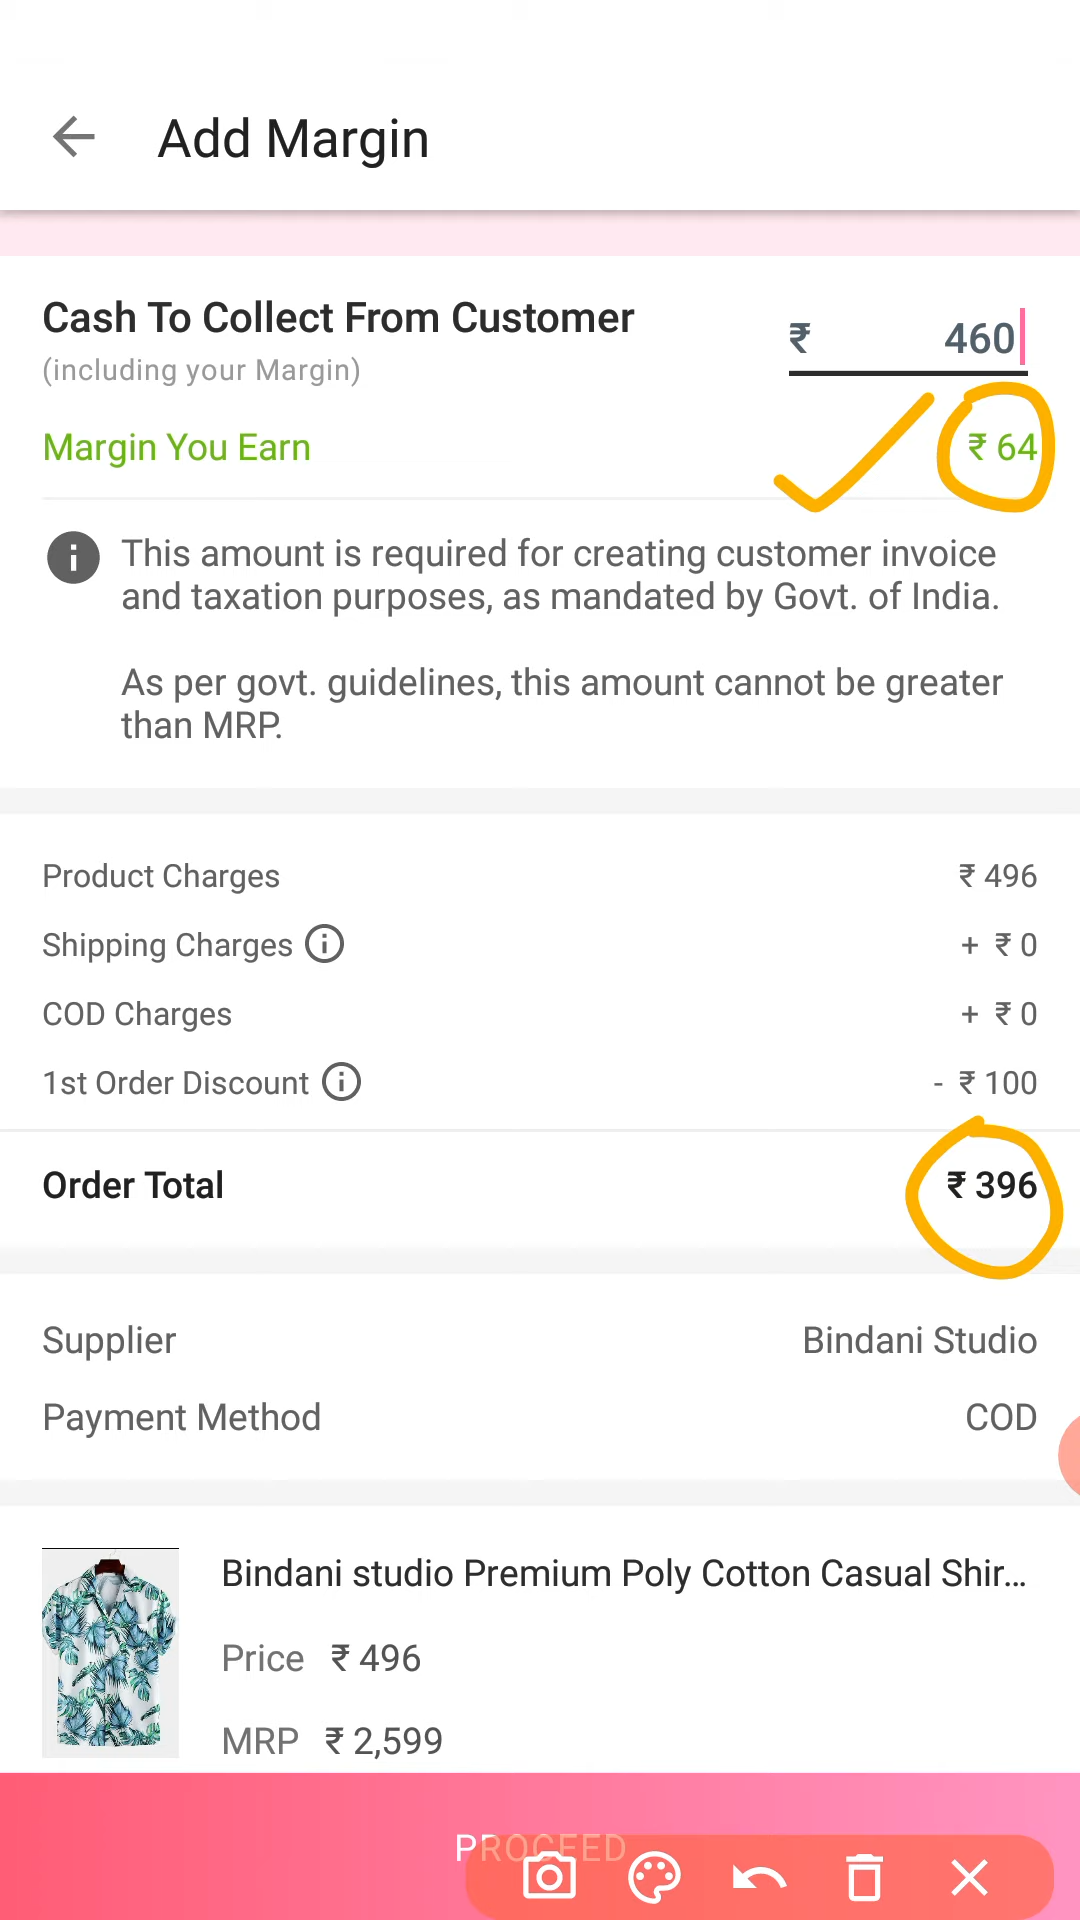 Add Margin
Cash To Collect From Customer
₹ 460
(including your Margin)
Margin You Earn ₹ 64
This amount is required for creating customer invoice
and taxation purposes, as mandated by Govt. of India.
As per govt. guidelines, this amount cannot be greater
than MRP.
Product Charges ₹ 496
Shipping Charges + ₹ 0
COD Charges + ₹ 0
1st Order Discount - ₹ 100
Order Total ₹ 396
Supplier Bindani Studio
Payment Method COD
Bindani studio Premium Poly Cotton Casual Shir...
Price ₹ 496
MRP ₹ 2,599
PROCEED